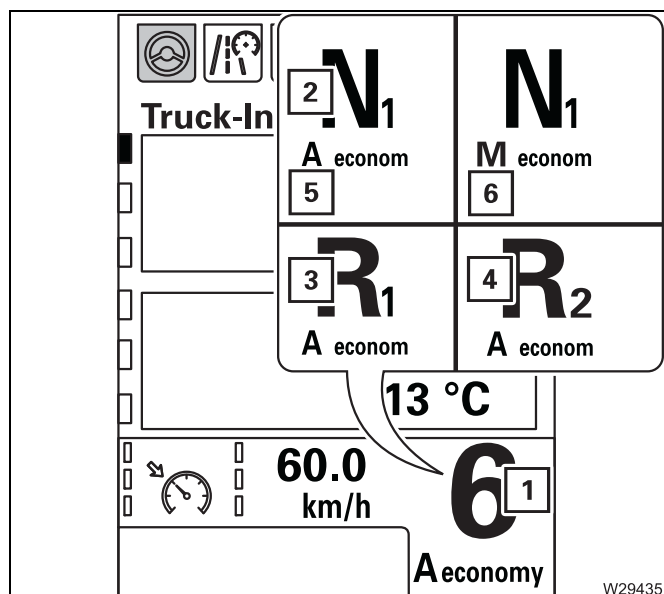 2 N1 N1
Truck-In
A econom M econom
5 6
3 R1 4 R2
A econom A econom
13 °C
60.0 6 1
km/h
A economy
W29435